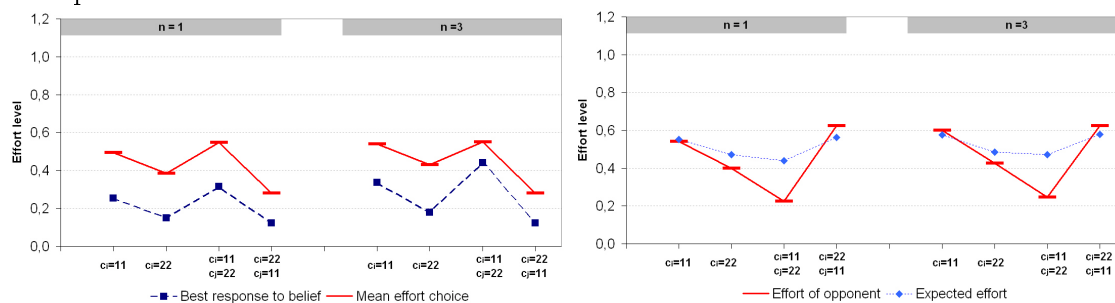 n = 1
n =3
1,2
1,0
0,8
0,6
0,4
0,2
0,0
Effort level
ci=11
ci=22
ci=11
cj=22
ci=22
cj=11
ci=11
ci=22
ci=11
cj=22
ci=22
cj=11
Best response to belief
Mean effort choice
n = 1
n =3
1,2
1,0
0,8
0,6
0,4
0,2
0,0
Effort level
ci=11
ci=22
ci=11
cj=22
ci=22
cj=11
ci=11
ci=22
ci=11
cj=22
ci=22
cj=11
Effort of opponent
Expected effort